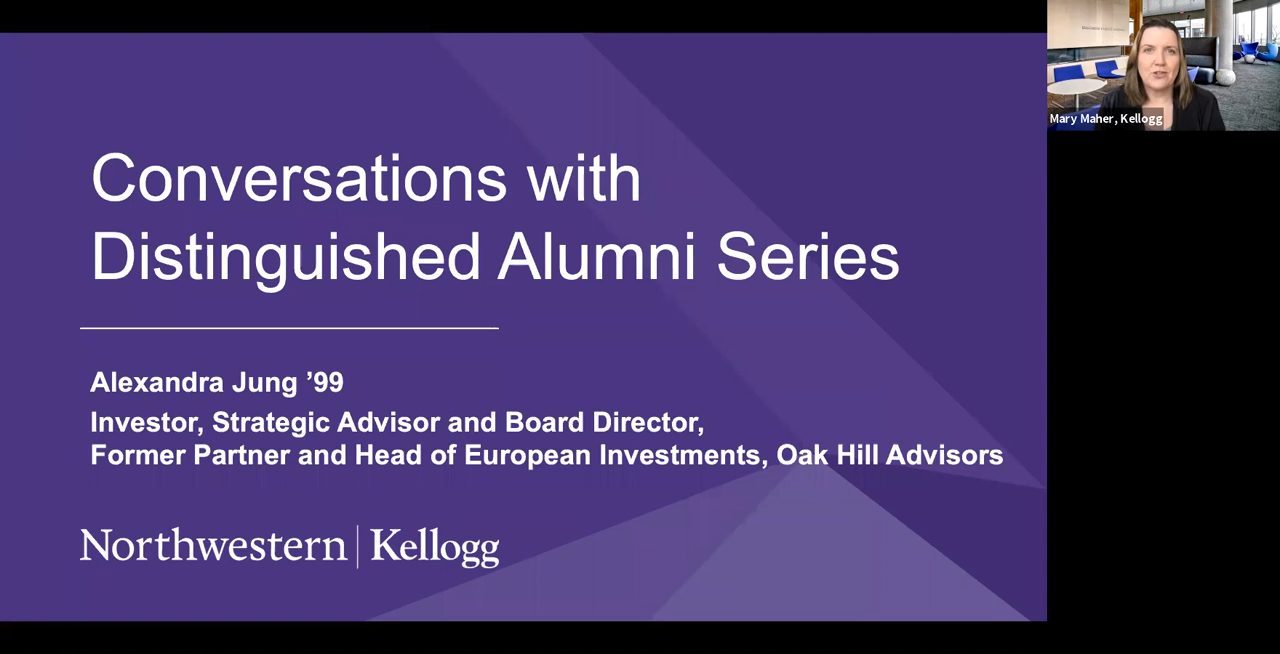 Conversations with
Distinguished Alumni Series
Alexandra Jung ’99
Investor, Strategic Advisor and Board Director,
Former Partner and Head of European Investments, Oak Hill Advisors
Northwestern | Kellogg
Mary Maher, Kellogg